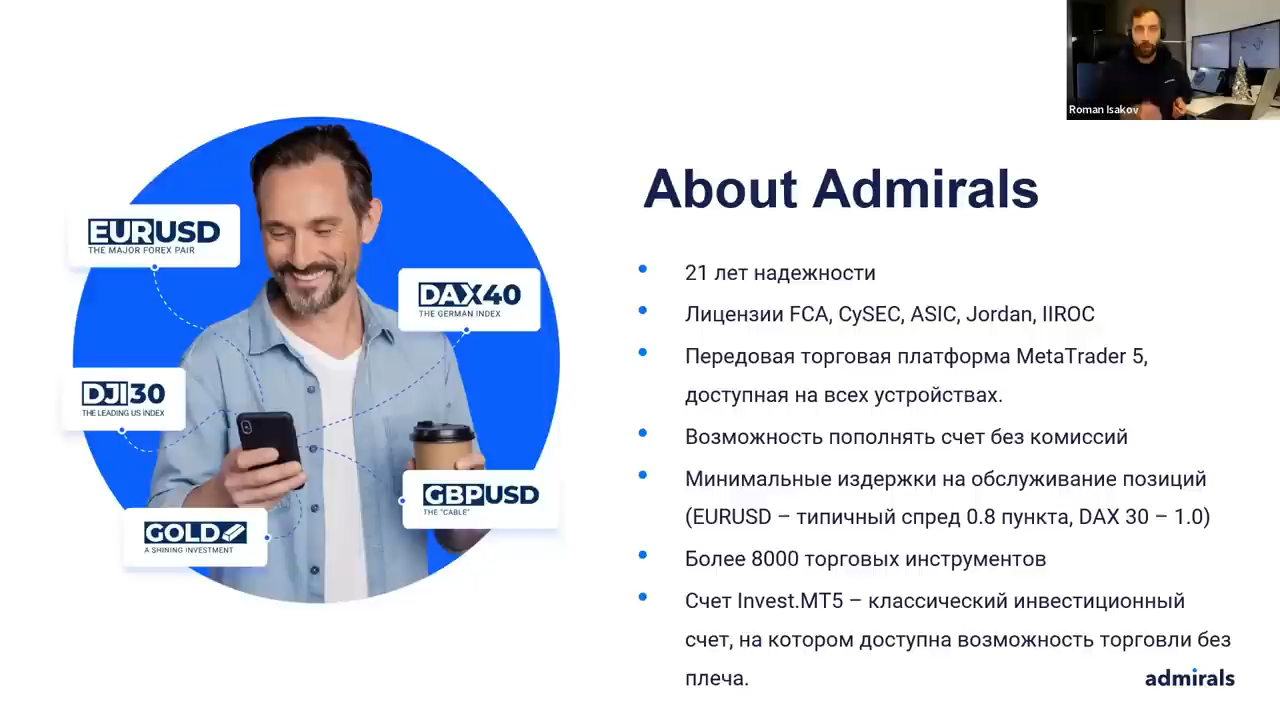 Roman Isakov
About Admirals
EURUSD
THE MAJOR FOREX PAIR
DAX40
THE GERMAN INDEX
DJI30
THE LEADING US INDEX
GBPUSD
THE "CABLE"
GOLD
A SHINING INVESTMENT
21 лет надежности
Лицензии FCA, CySEC, ASIC, Jordan, IIROC
Передовая торговая платформа MetaTrader 5,
доступная на всех устройствах.
Возможность пополнять счет без комиссий
Минимальные издержки на обслуживание позиций
(EURUSD – типичный спред 0.8 пункта, DAX 30 – 1.0)
Более 8000 торговых инструментов
Счет Invest.MT5 – классический инвестиционный
счет, на котором доступна возможность торговли без
плеча.
admirals